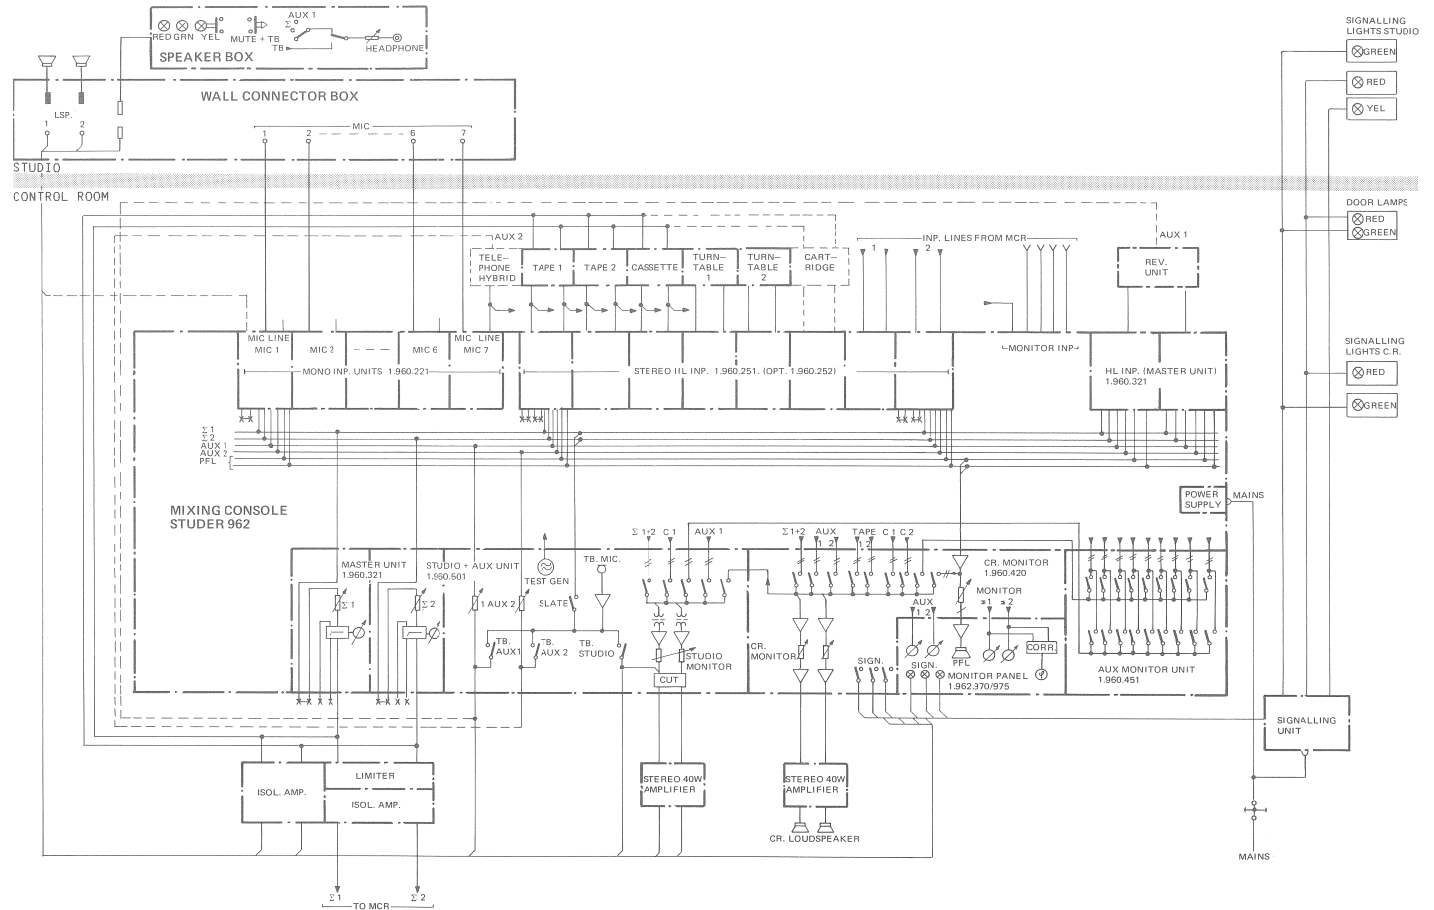 AUX 1
Σ
RED GRN YEL MUTE + TB
TB
HEADPHONE
SPEAKER BOX
SIGNALLING
LIGHTS STUDIO
GREEN
RED
YEL
WALL CONNECTOR BOX
LSP.
1 2
MIC
1 2 6 7
STUDIO
CONTROL ROOM
DOOR LAMPS
RED
GREEN
AUX 2
INP. LINES FROM MCR
1 2
AUX 1
TELE-
PHONE
HYBRID
TAPE 1
TAPE 2
CASSETTE
TURN-
TABLE
1
TURN-
TABLE
2
CART-
RIDGE
REV.
UNIT
MIC LINE
MIC 1
MIC 2
MIC 6
MIC LINE
MIC 7
MONITOR INP
SIGNALLING
LIGHTS C.R.
RED
GREEN
MONO INP. UNITS 1.960.221
STEREO HL INP. 1.960.251. (OPT. 1.960.252)
HL INP. (MASTER UNIT)
1.960.321
Σ 1
Σ 2
AUX 1
AUX 2
PFL
MIXING CONSOLE
STUDER 962
POWER
SUPPLY
MAINS
Σ 1+2 C 1 AUX 1
Σ1+2 AUX TAPE C 1 C 2
1 2 1 2
MASTER UNIT
1.960.321
STUDIO + AUX UNIT
1.960.501
TEST GEN
TB. MIC.
CR. MONITOR
1.960.420
Σ 1
Σ 2
1 AUX 2
SLATE
MONITOR
1 2
AUX
1 2
TB.
AUX1
TB.
AUX 2
TB.
STUDIO
STUDIO
MONITOR
CR.
MONITOR
SIGN.
CUT
SIGN.
PFL
CORR.
MONITOR PANEL
1.962.970/975
AUX MONITOR UNIT
1.960.451
SIGNALLING
UNIT
ISOL. AMP.
LIMITER
ISOL. AMP.
STEREO 40W
AMPLIFIER
STEREO 40W
AMPLIFIER
CR. LOUDSPEAKER
MAINS
Σ 1 Σ 2
TO MCR